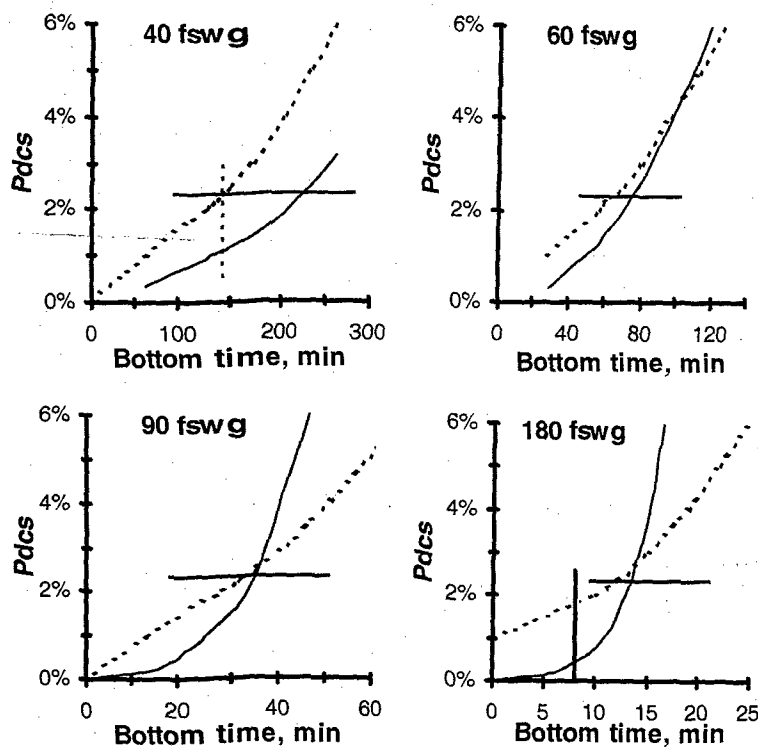 40 fswg
6%
4%
2%
0%
Pdcs
0 100 200 300
Bottom time, min
60 fswg
6%
4%
2%
0%
Pdcs
0 40 80 120
Bottom time, min
90 fswg
6%
4%
2%
0%
Pdcs
0 20 40 60
Bottom time, min
180 fswg
6%
4%
2%
0%
Pdcs
0 5 10 15 20 25
Bottom time, min